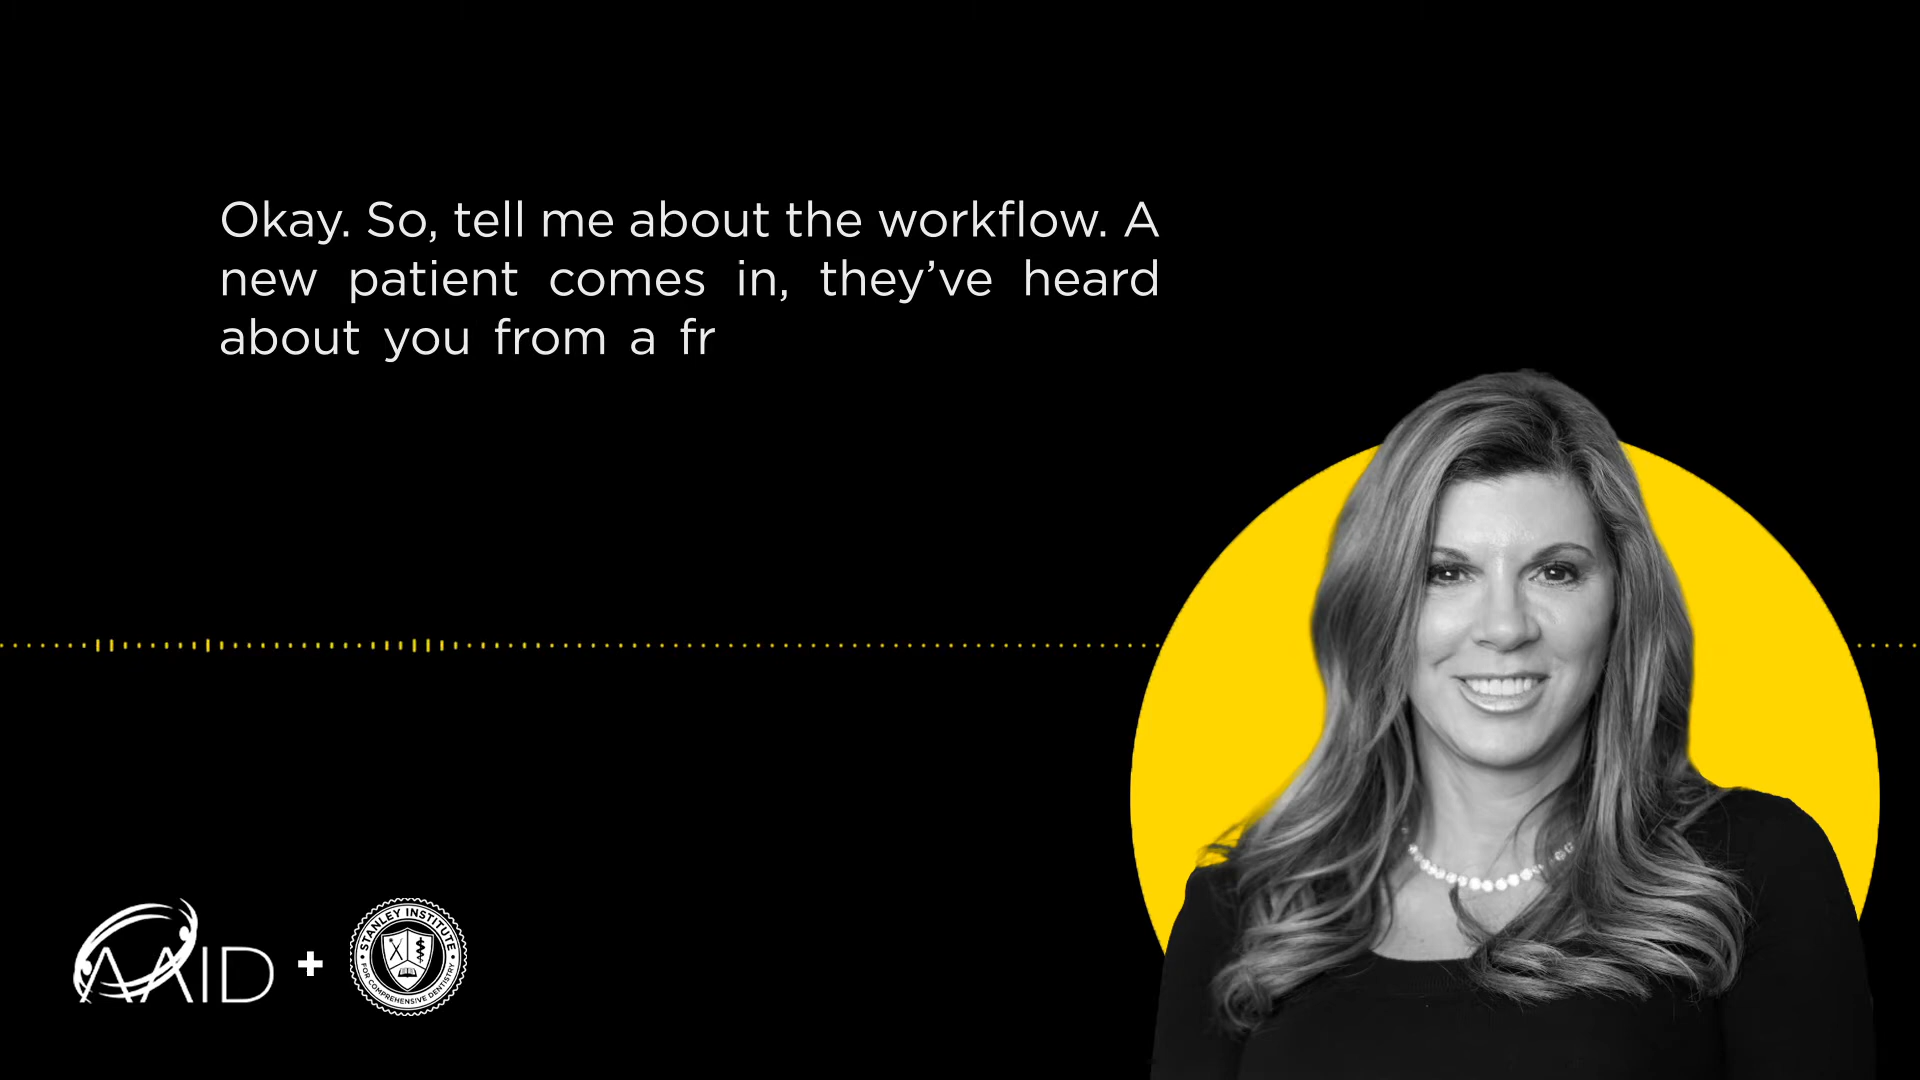 Okay. So, tell me about the workflow. A
new patient comes in, they’ve heard
about you from a fr
AAID + STANLEY INSTITUTE
FOR COMPREHENSIVE DENTISTRY